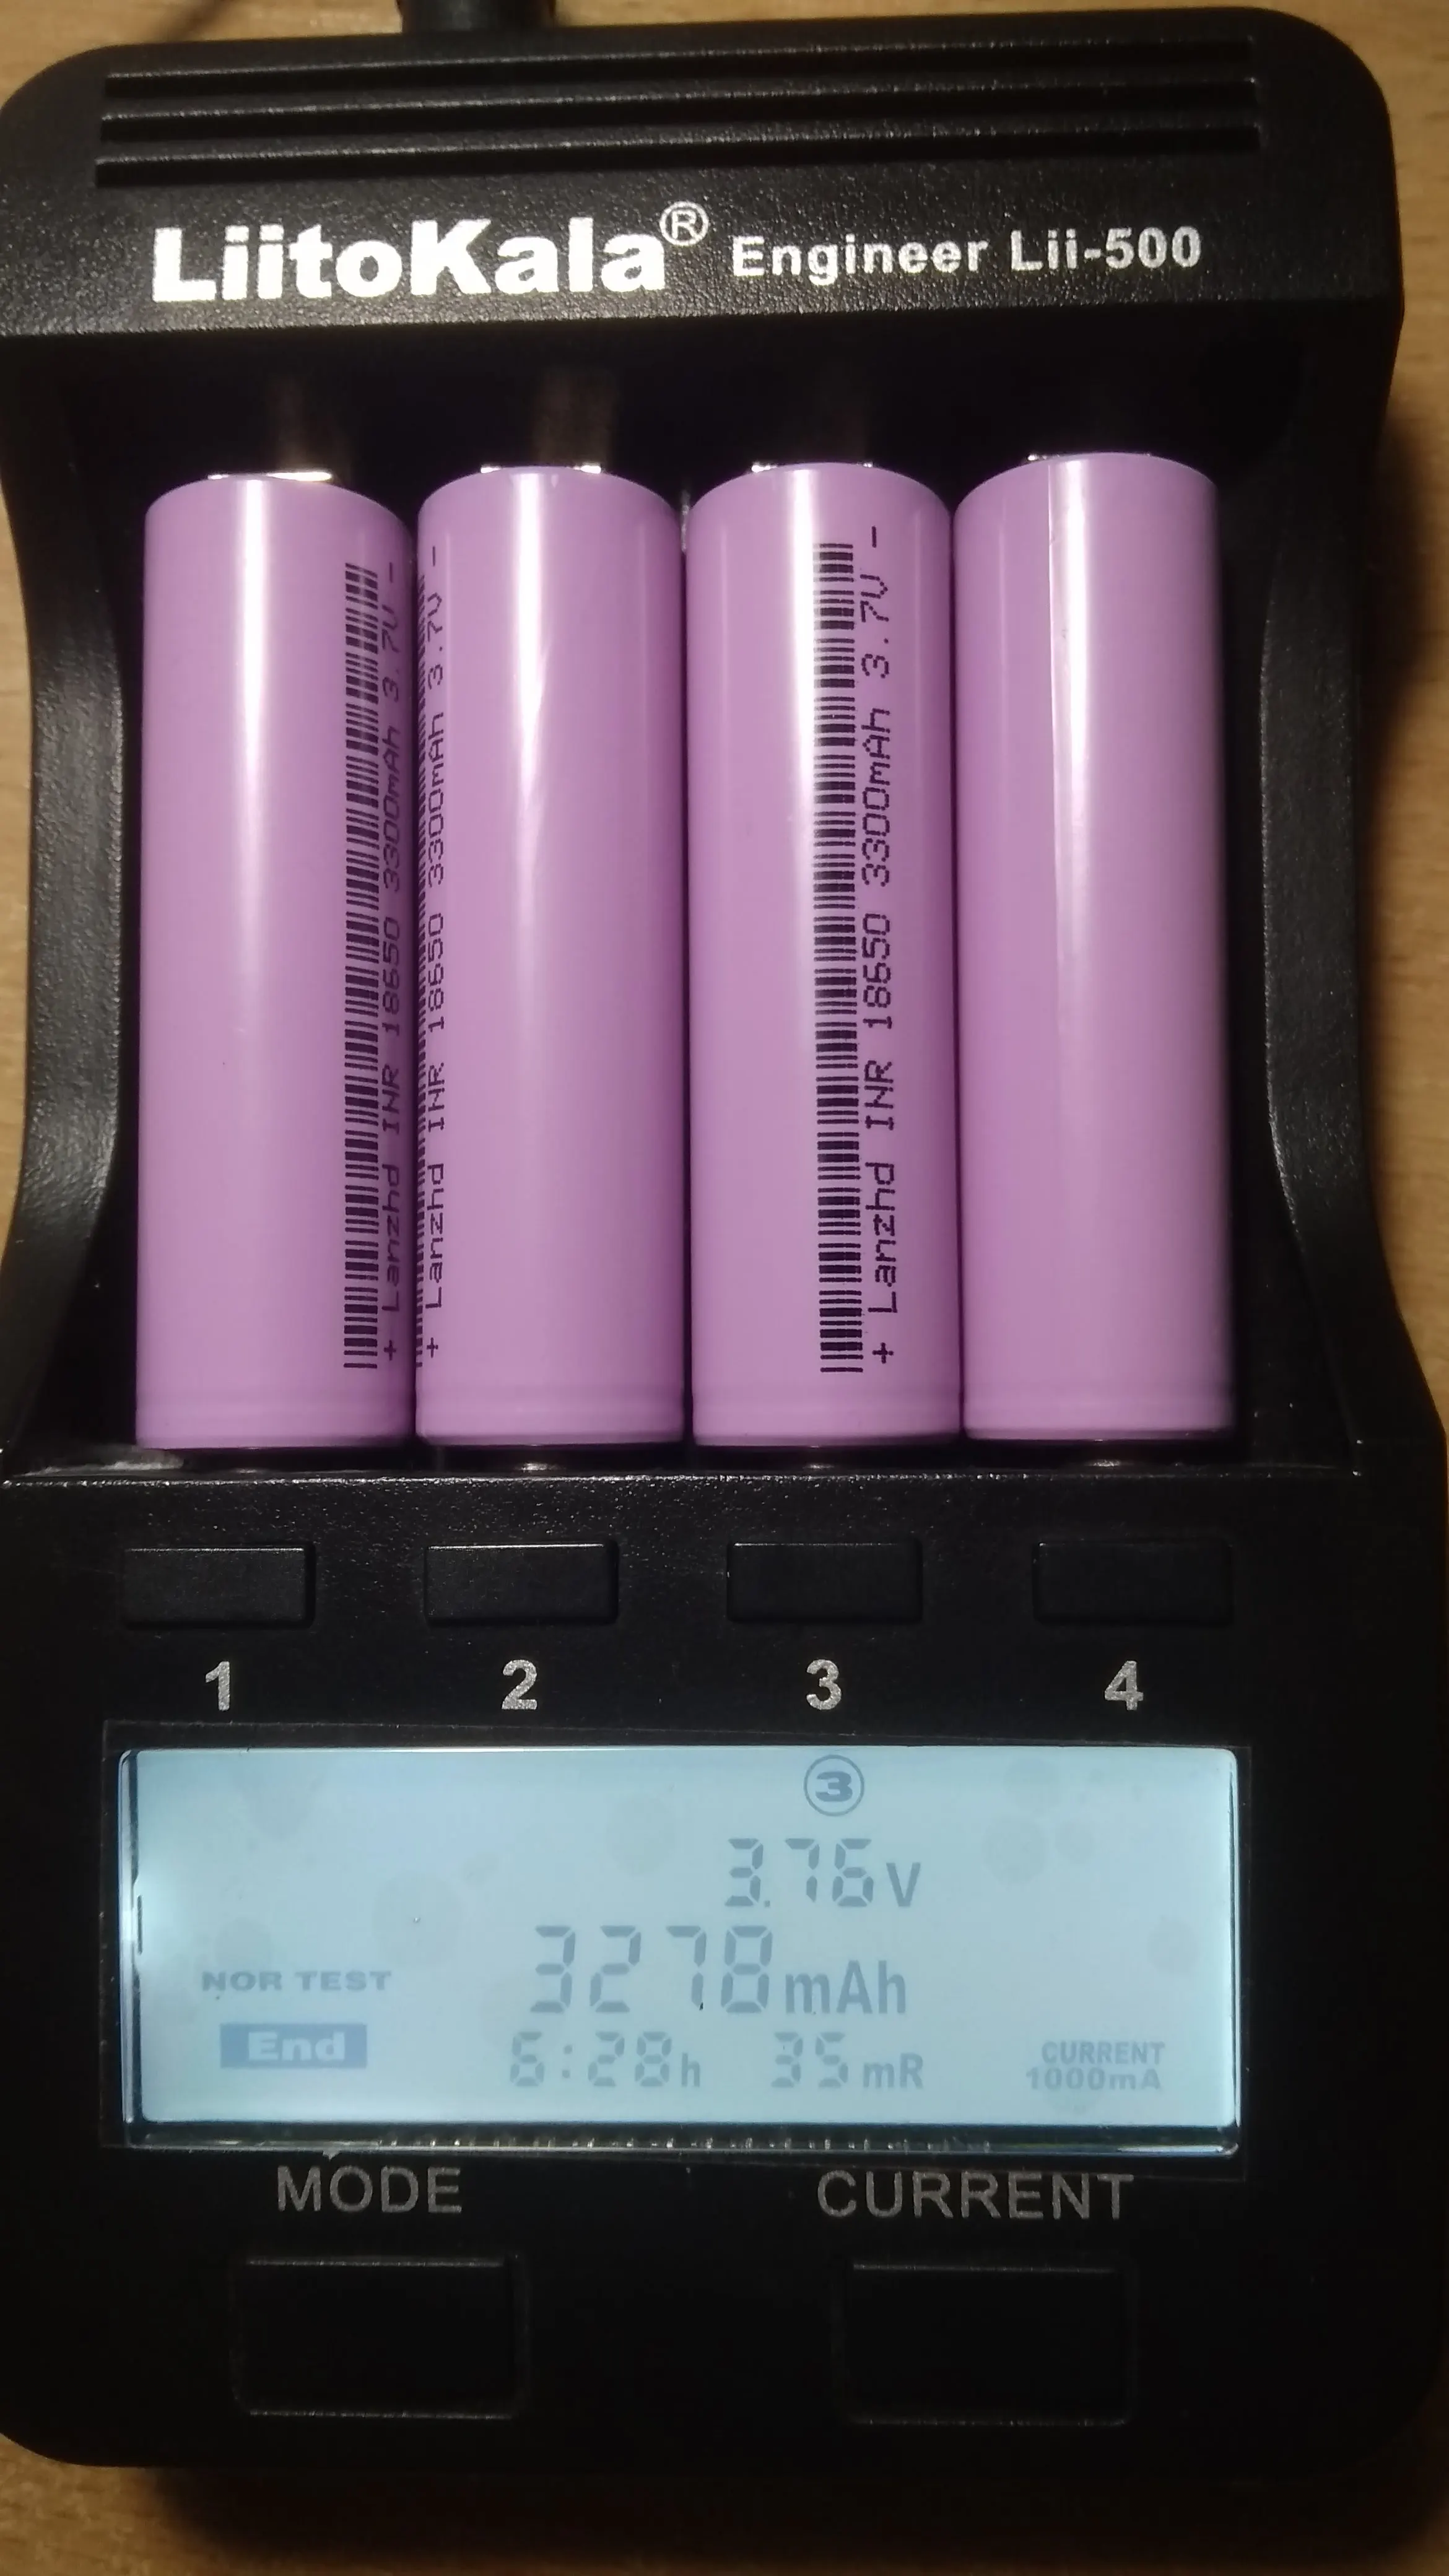 LiitoKala® Engineer Lii-500
+ Lanzhd INR 18650 3300mAh 3.7V -
+ Lanzhd INR 18650 3300mAh 3.7V -
+ Lanzhd INR 18650 3300mAh 3.7V -
1 2 3 4
3
3.76V
3278mAh
NOR TEST
End
6:28h 35mR
CURRENT
1000mA
MODE CURRENT